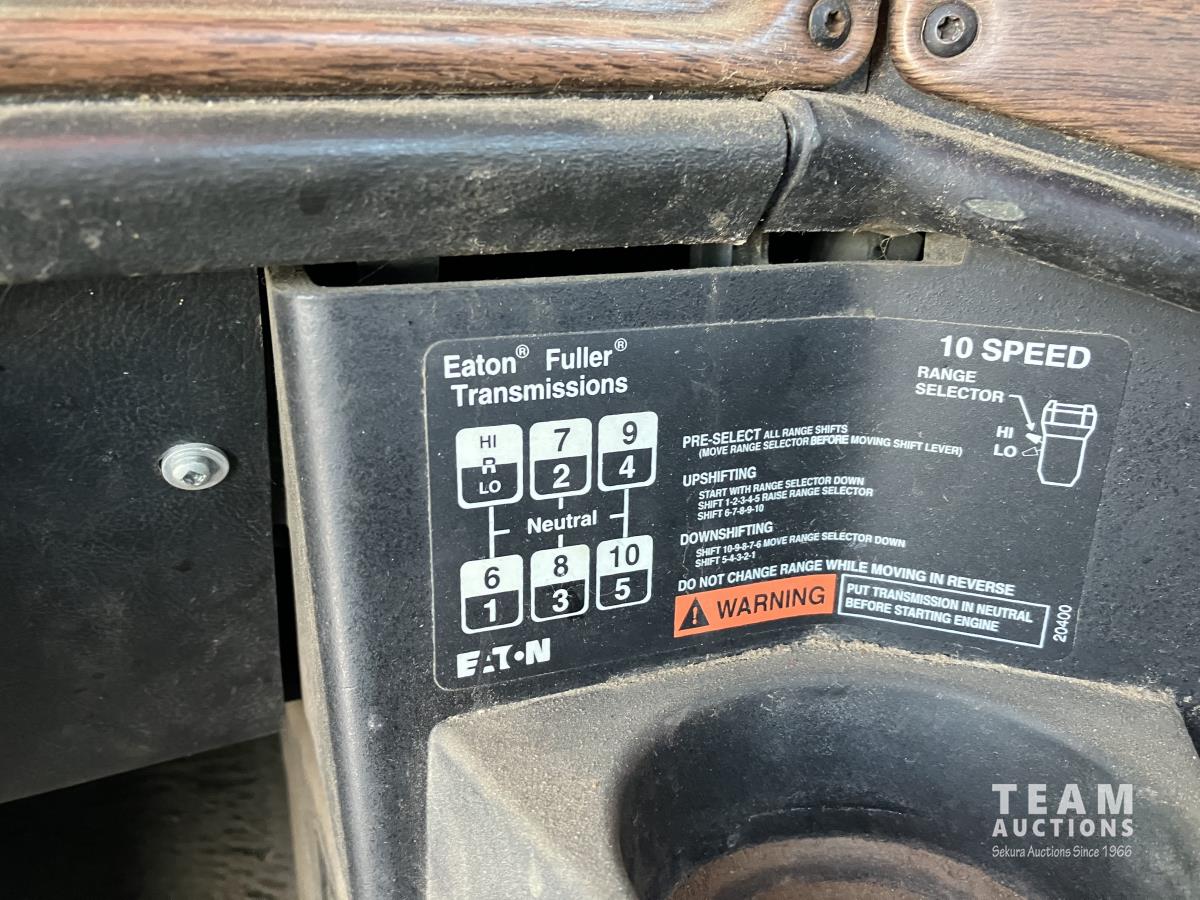 Eaton® Fuller®
Transmissions
10 SPEED
RANGE
SELECTOR
HI
LO
HI
R
LO
7
2
9
4
Neutral
6
1
8
3
10
5
EATON
PRE-SELECT ALL RANGE SHIFTS
(MOVE RANGE SELECTOR BEFORE MOVING SHIFT LEVER)
UPSHIFTING
START WITH RANGE SELECTOR DOWN
SHIFT 1-2-3-4-5 RAISE RANGE SELECTOR
SHIFT 6-7-8-9-10
DOWNSHIFTING
SHIFT 10-9-8-7-6 MOVE RANGE SELECTOR DOWN
SHIFT 5-4-3-2-1
DO NOT CHANGE RANGE WHILE MOVING IN REVERSE
WARNING
PUT TRANSMISSION IN NEUTRAL
BEFORE STARTING ENGINE
20400
TEAM
AUCTIONS
Sekura Auctions Since 1966